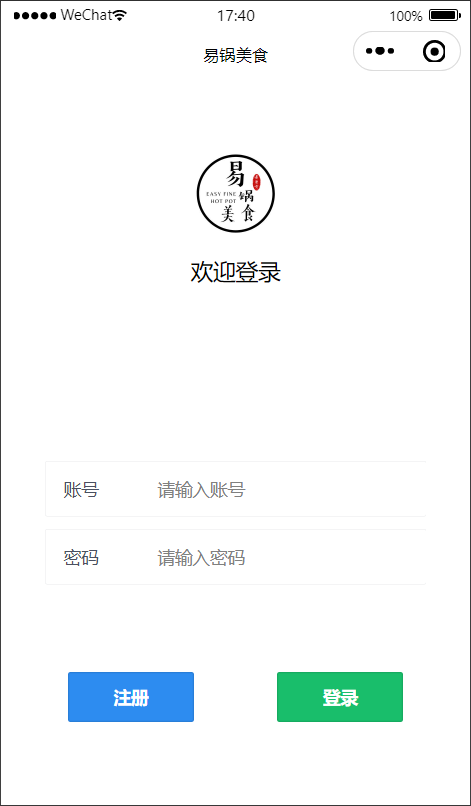 WeChat 17:40 100%
易锅美食
易
EASY FINE 锅
HOT POT
美食
欢迎登录
账号 请输入账号
密码 请输入密码
注册 登录